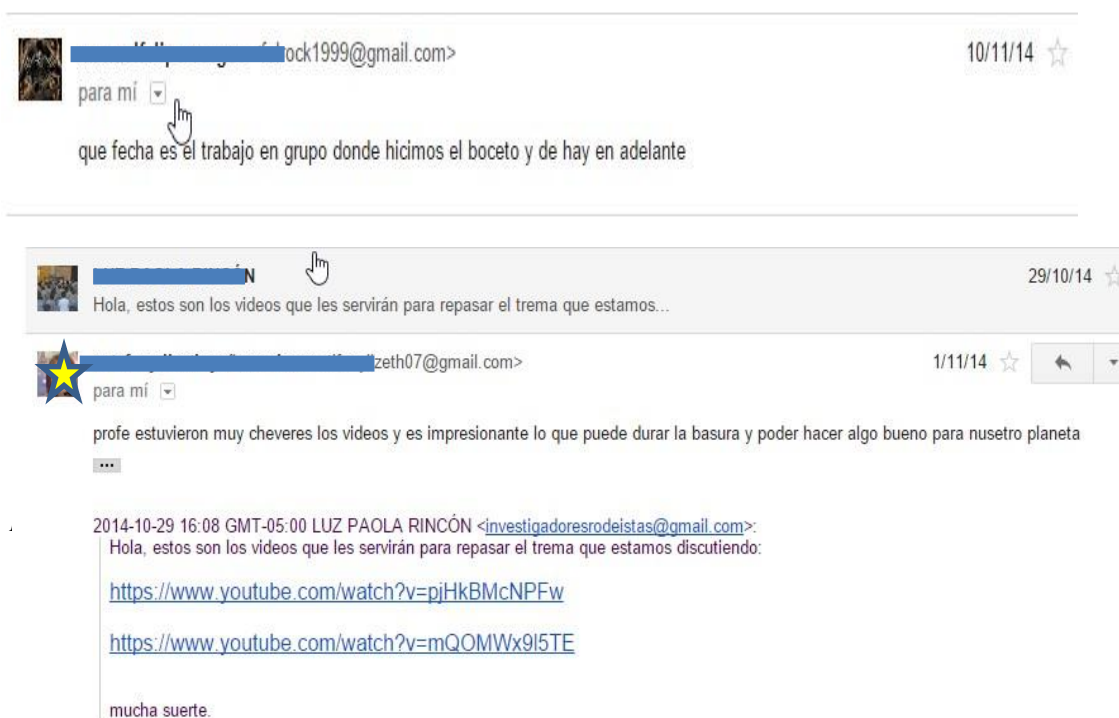 ock1999@gmail.com> 10/11/14
para mí
que fecha es el trabajo en grupo donde hicimos el boceto y de hay en adelante
N 29/10/14
Hola, estos son los videos que les servirán para repasar el trema que estamos...
zeth07@gmail.com> 1/11/14
para mí
profe estuvieron muy cheveres los videos y es impresionante lo que puede durar la basura y poder hacer algo bueno para nusetro planeta
...
2014-10-29 16:08 GMT-05:00 LUZ PAOLA RINCÓN <investigadoresrodeistas@gmail.com>:
Hola, estos son los videos que les servirán para repasar el trema que estamos discutiendo:
https://www.youtube.com/watch?v=pjHkBMcNPFw
https://www.youtube.com/watch?v=mQOMWx9l5TE
mucha suerte.